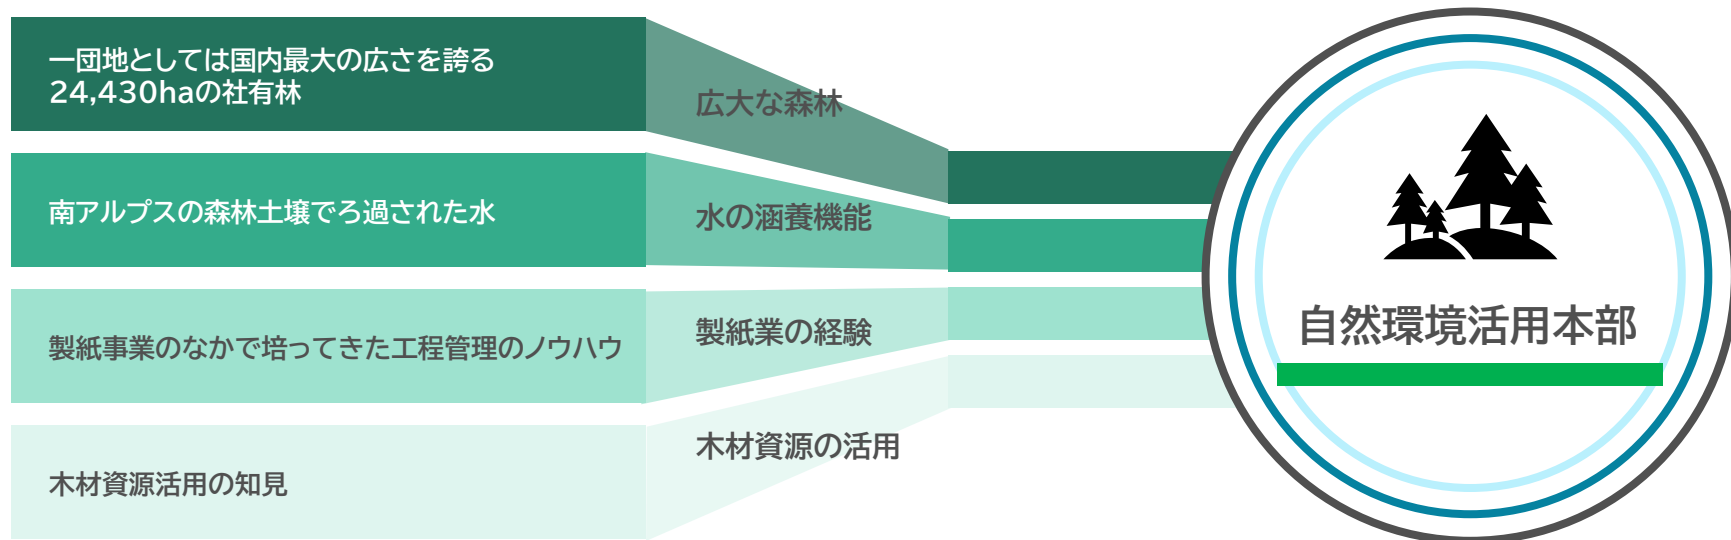 一団地としては国内最大の広さを誇る
24,430haの社有林
広大な森林
南アルプスの森林土壌でろ過された水
水の涵養機能
製紙事業のなかで培ってきた工程管理のノウハウ
製紙業の経験
木材資源活用の知見
木材資源の活用
自然環境活用本部